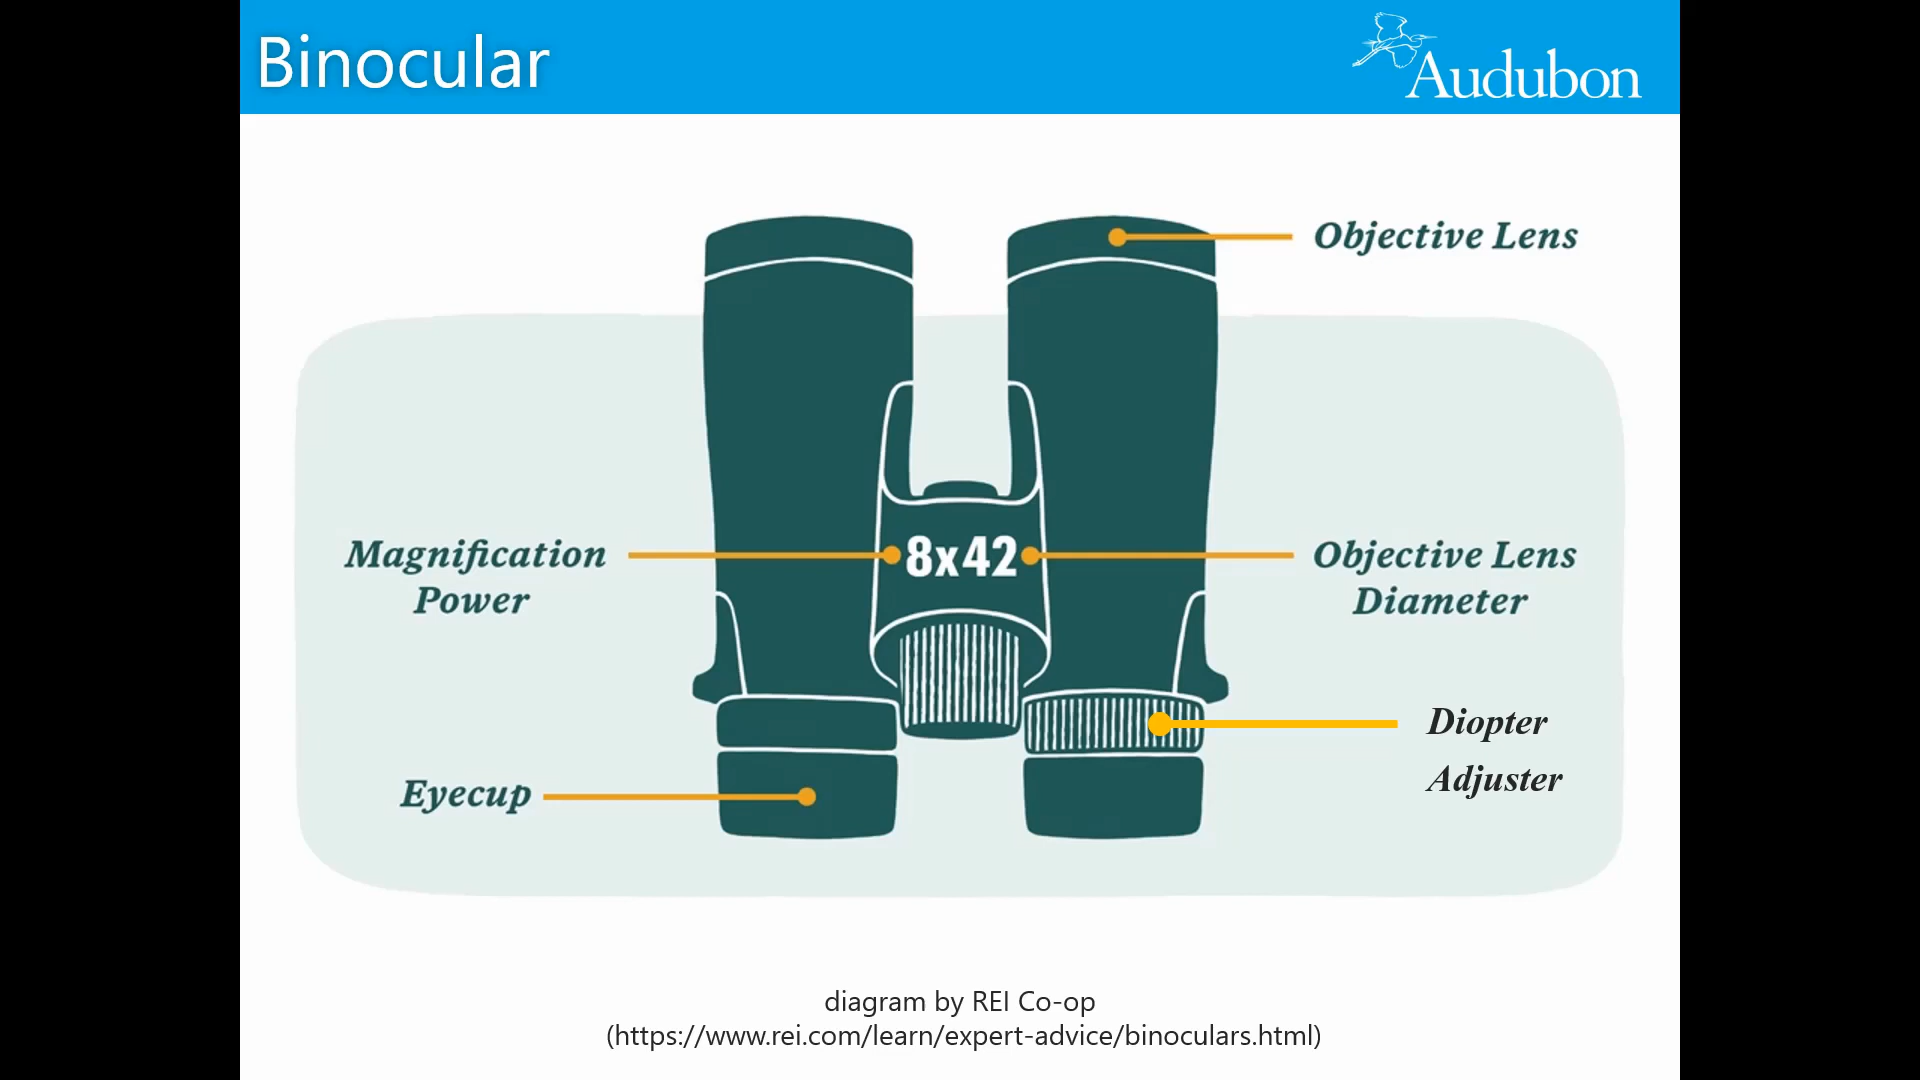 Binocular
Audubon
Objective Lens
Magnification
Power
8x42
Objective Lens
Diameter
Diopter
Adjuster
Eyecup
diagram by REI Co-op
(https://www.rei.com/learn/expert-advice/binoculars.html)